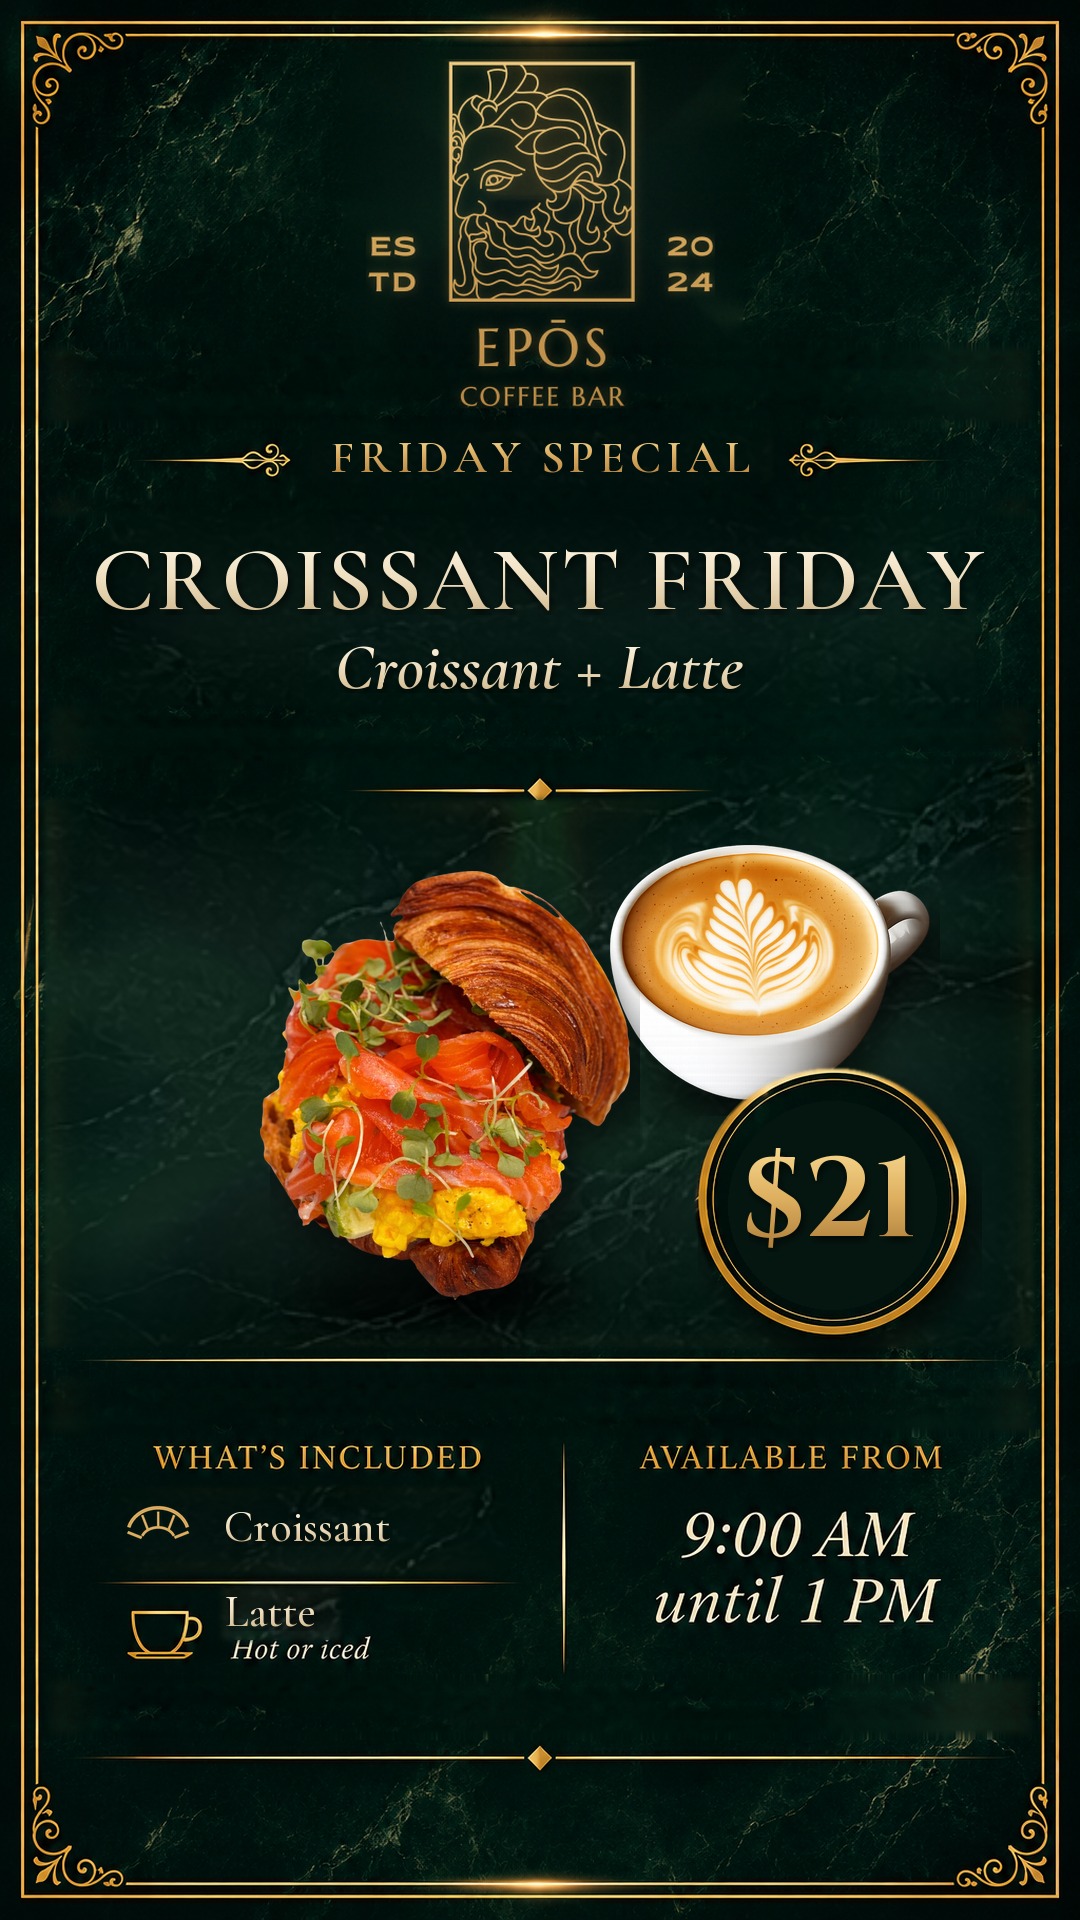 ES
TD
20
24
EPŌS
COFFEE BAR
FRIDAY SPECIAL
CROISSANT FRIDAY
Croissant + Latte
$21
WHAT’S INCLUDED
Croissant
Latte
Hot or iced
AVAILABLE FROM
9:00 AM
until 1 PM